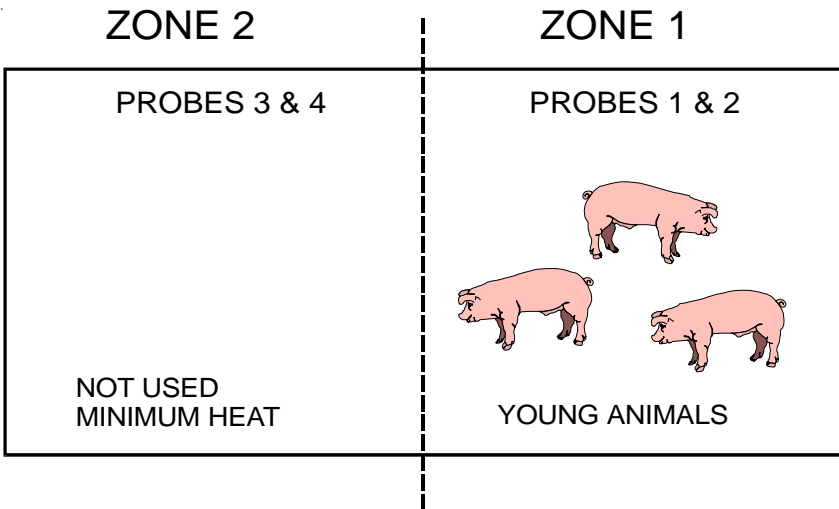 ZONE 2
ZONE 1
PROBES 3 & 4
PROBES 1 & 2
NOT USED
MINIMUM HEAT
YOUNG ANIMALS